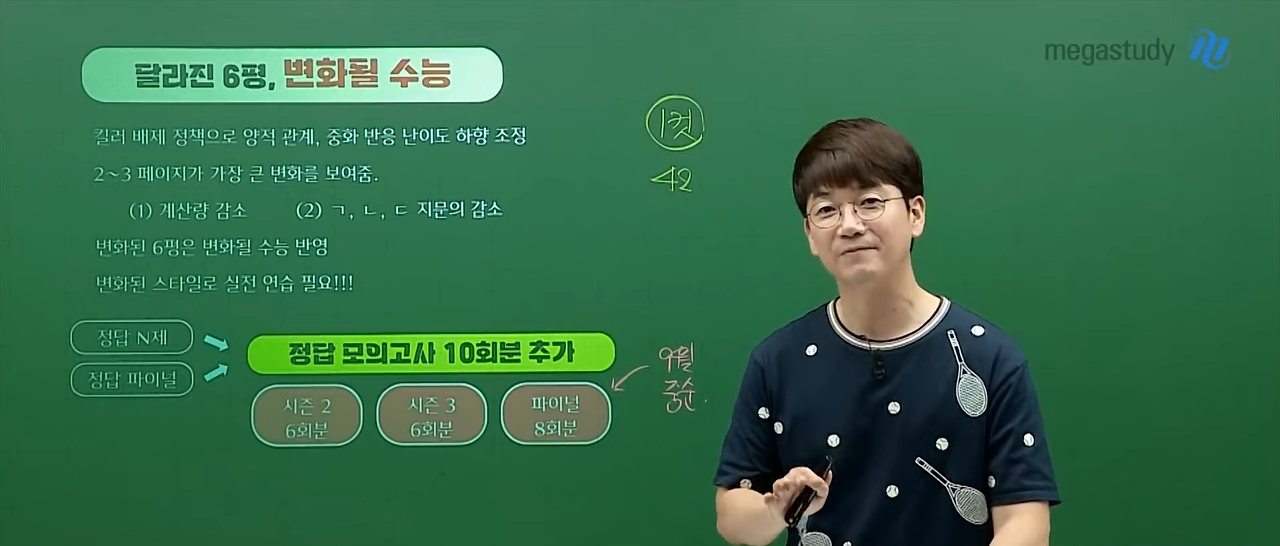 megastudy
달라진 6평, 변화될 수능
킬러 배제 정책으로 양적 관계, 중화 반응 난이도 하향 조정
2~3 페이지가 가장 큰 변화를 보여줌.
(1) 계산량 감소 (2) ㄱ, ㄴ, ㄷ 지문의 감소
변화된 6평은 변화될 수능 반영
변화된 스타일로 실전 연습 필요!!!
1컷
42
정답 N제
정답 파이널
정답 모의고사 10회분 추가
시즌 2
6회분
시즌 3
6회분
파이널
8회분
9월
중순.